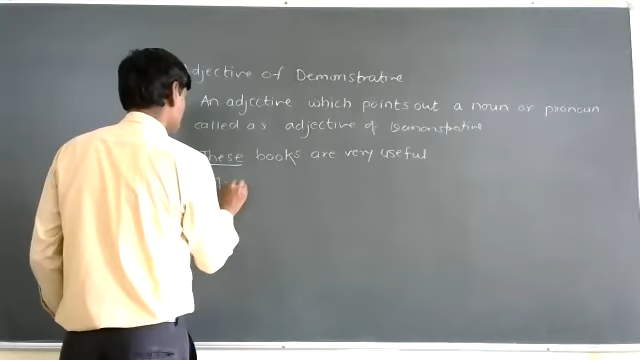 Adjective of Demonstrative
An adjective which points out a noun or pronoun
called as adjective of Demonstrative
These books are very useful